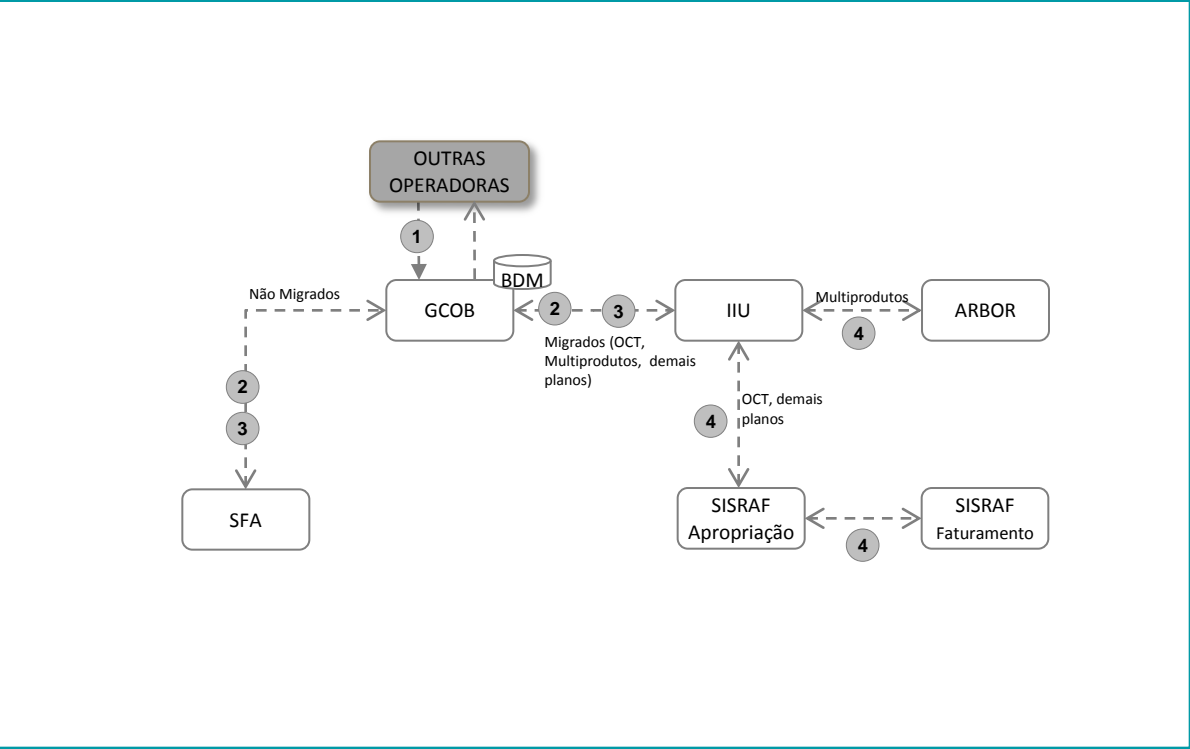 OUTRAS
OPERADORAS
1
BDM
Não Migrados
GCOB
2
3
IIU
Multiprodutos
ARBOR
4
Migrados (OCT,
Multiprodutos, demais
planos)
2
3
OCT, demais
planos
4
SFA
SISRAF
Apropriação
4
SISRAF
Faturamento